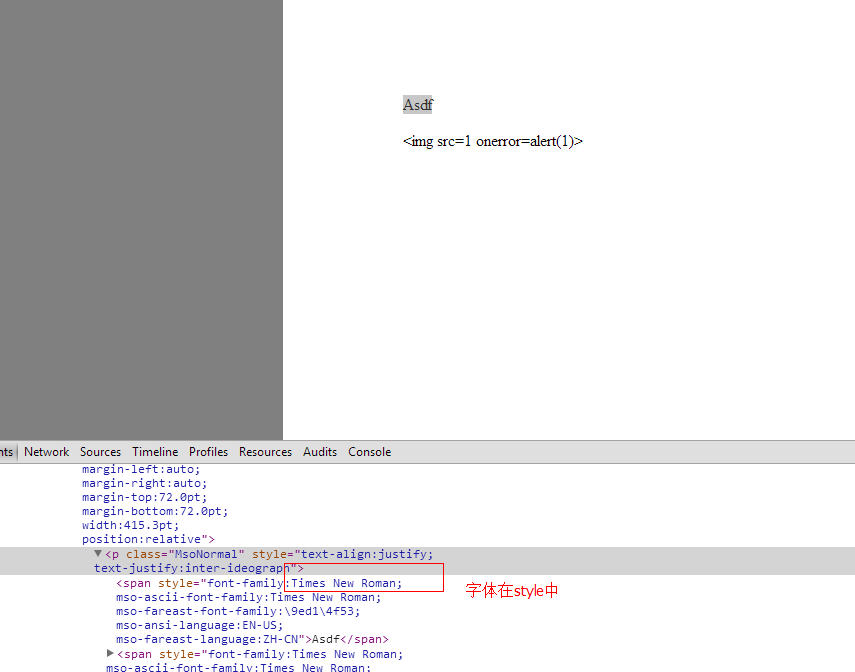 Asdf
<img src=1 onerror=alert(1)>
nts Network Sources Timeline Profiles Resources Audits Console
margin-left:auto;
margin-right:auto;
margin-top:72.0pt;
margin-bottom:72.0pt;
width:415.3pt;
position:relative">
▼<p class="MsoNormal" style="text-align:justify;
text-justify:inter-ideograph">
<span style="font-family:Times New Roman;
mso-ascii-font-family:Times New Roman;
mso-fareast-font-family:\9ed1\4f53;
mso-ansi-language:EN-US;
mso-fareast-language:ZH-CN">Asdf</span>
字体在style中
▶<span style="font-family:Times New Roman;
mso-ascii-font-family:Times New Roman;